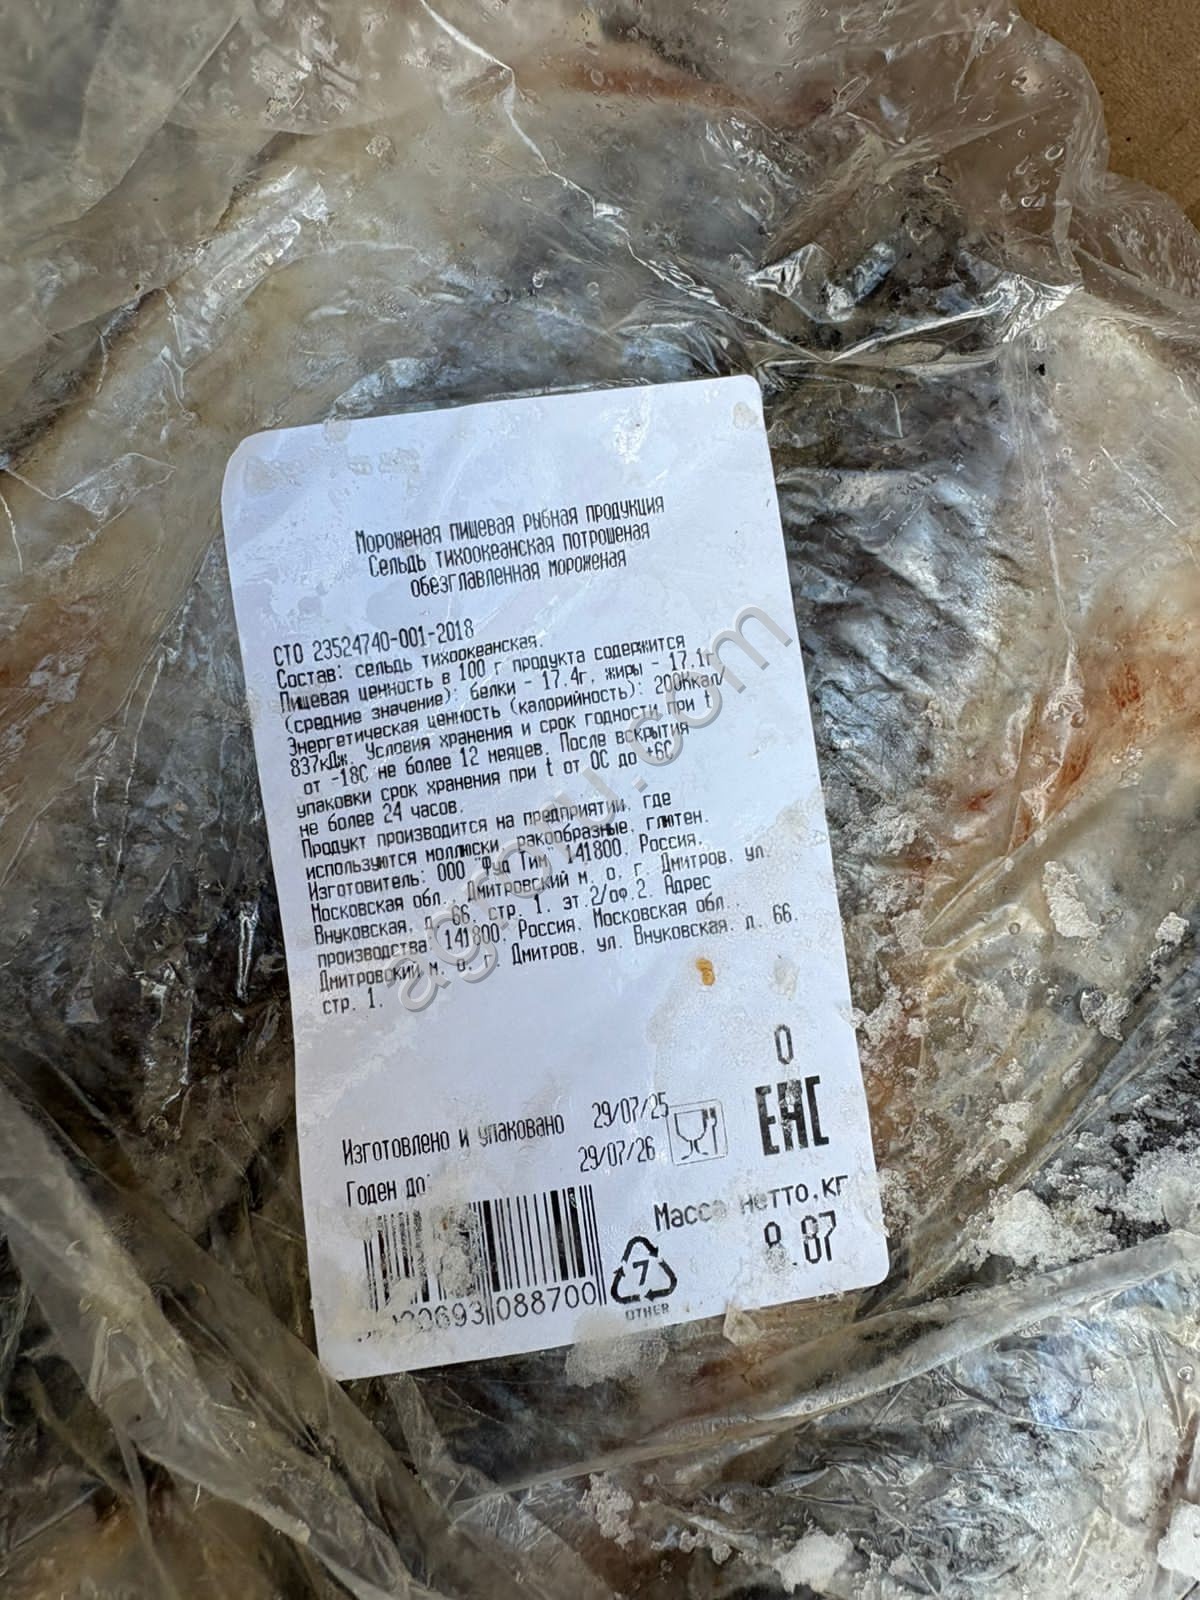 Мороженая пищевая рыбная продукция
Сельдь тихоокеанская потрошеная
обезглавленная мороженая
СТО 23524740-001-2018
Состав: сельдь тихоокеанская.
Пищевая ценность в 100 г продукта содержится
(средние значение): белки - 17.4г, жиры - 17.1г
Энергетическая ценность (калорийность): 200Ккал/
837кДж. Условия хранения и срок годности при t
от -18С не более 12 месяцев. После вскрытия
упаковки срок хранения при t от 0С до +6С
не более 24 часов.
Продукт производится на предприятии, где
используются моллюски, ракообразные, глютен.
Изготовитель: ООО "Фуд Тим" 141800, Россия,
Московская обл., Дмитровский м. о, г. Дмитров, ул.
Внуковская, д 66, стр. 1, эт.2/оф.2. Адрес
производства 141800, Россия, Московская обл.,
Дмитровский м. о, г. Дмитров, ул. Внуковская, д. 66,
стр. 1.
0
EAC
Изготовлено и упаковано 29/07/25
Годен до: 29/07/26
Масса нетто,кг
8.87
0693 088700
7
OTHER
agroru.com